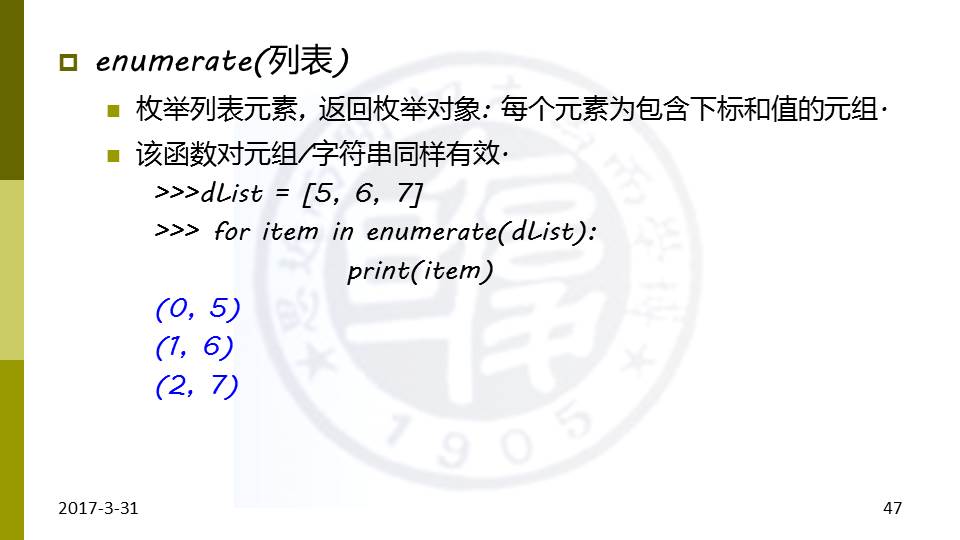 enumerate(列表)
枚举列表元素, 返回枚举对象: 每个元素为包含下标和值的元组.
该函数对元组/字符串同样有效.
>>>dList = [5, 6, 7]
>>> for item in enumerate(dList):
print(item)
(0, 5)
(1, 6)
(2, 7)
1905
2017-3-31
47